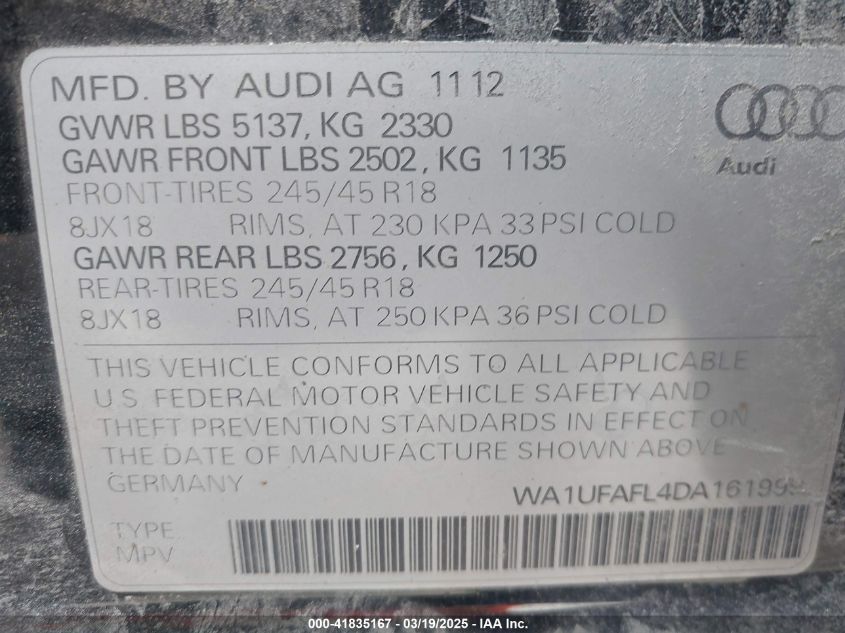 MFD. BY AUDI AG 11 12
GVWR LBS 5137, KG 2330
GAWR FRONT LBS 2502, KG 1135
Audi
FRONT-TIRES 245/45 R18
8JX18 RIMS, AT 230 KPA 33 PSI COLD
GAWR REAR LBS 2756, KG 1250
REAR-TIRES 245/45 R18
8JX18 RIMS, AT 250 KPA 36 PSI COLD
THIS VEHICLE CONFORMS TO ALL APPLICABLE
U.S. FEDERAL MOTOR VEHICLE SAFETY AND
THEFT PREVENTION STANDARDS IN EFFECT ON
THE DATE OF MANUFACTURE SHOWN ABOVE
GERMANY
TYPE
MPV
000-41835167 - 03/19/2025 - IAA Inc.